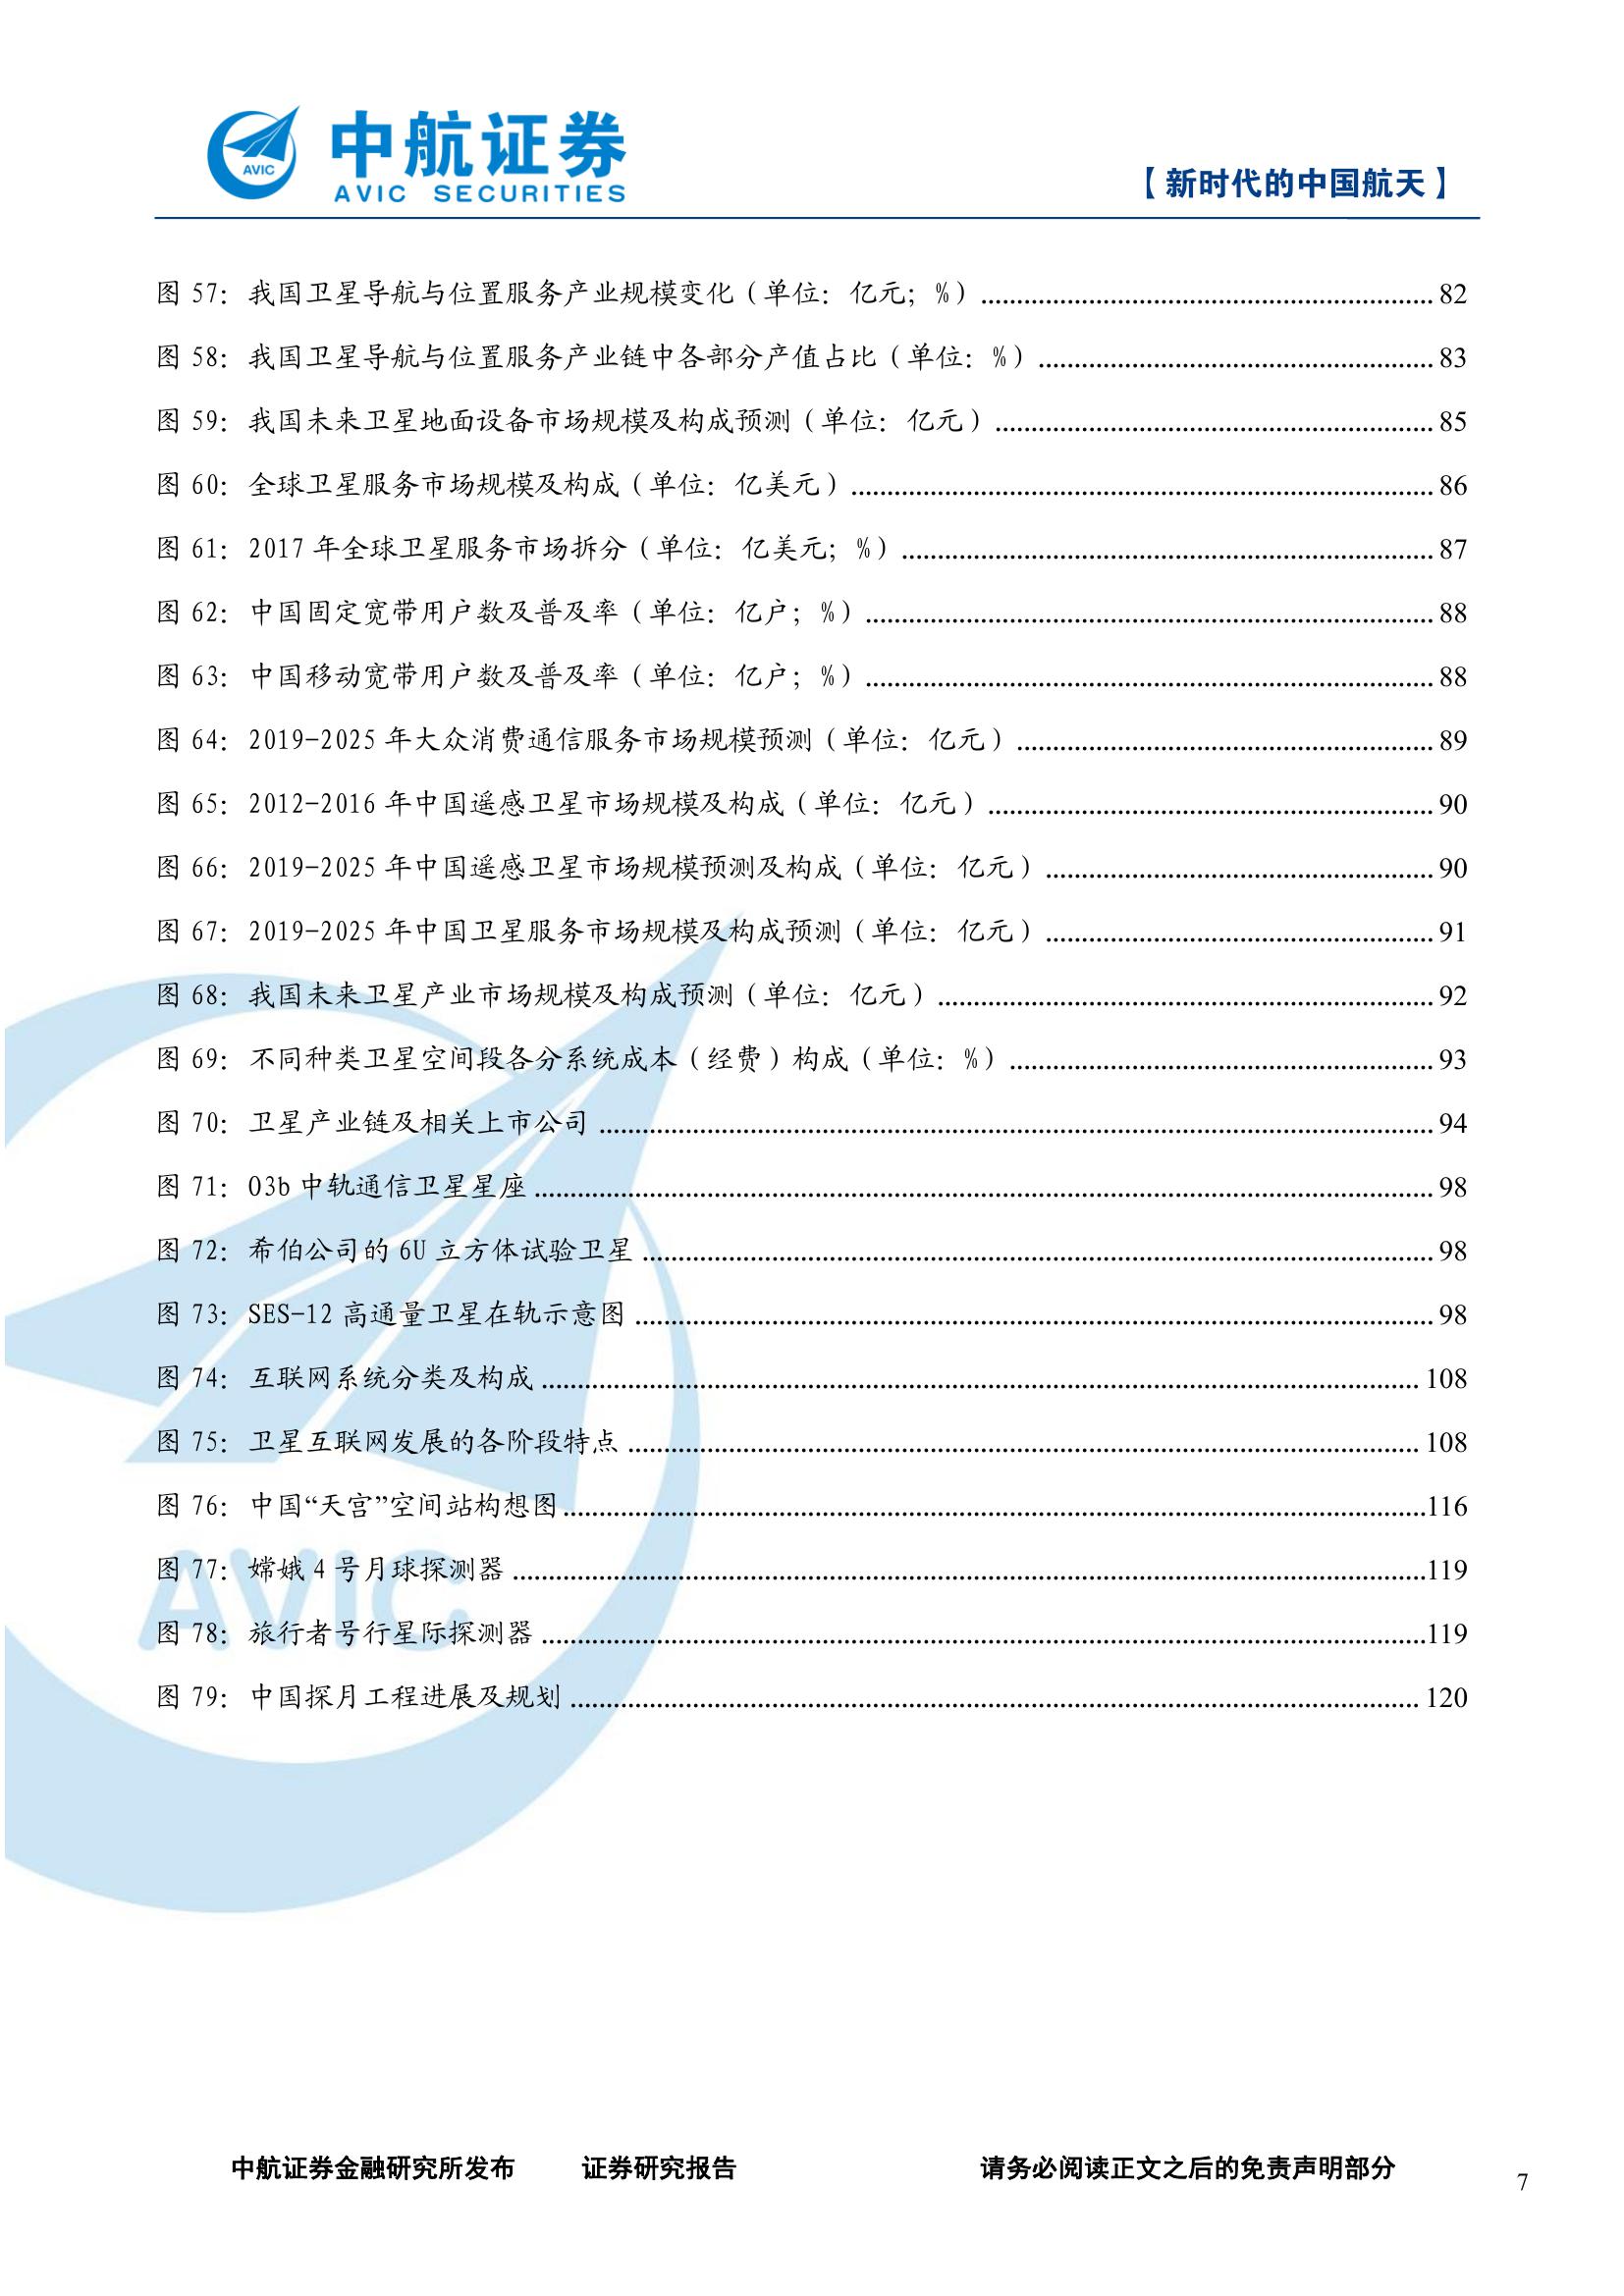 AVIC
中航证券
AVIC SECURITIES
【新时代的中国航天】
图 57：我国卫星导航与位置服务产业规模变化（单位：亿元；%）.....82
图 58：我国卫星导航与位置服务产业链中各部分产值占比（单位：%）.....83
图 59：我国未来卫星地面设备市场规模及构成预测（单位：亿元）.....85
图 60：全球卫星服务市场规模及构成（单位：亿美元）.....86
图 61：2017 年全球卫星服务市场拆分（单位：亿美元；%）.....87
图 62：中国固定宽带用户数及普及率（单位：亿户；%）.....88
图 63：中国移动宽带用户数及普及率（单位：亿户；%）.....88
图 64：2019-2025 年大众消费通信服务市场规模预测（单位：亿元）.....89
图 65：2012-2016 年中国遥感卫星市场规模及构成（单位：亿元）.....90
图 66：2019-2025 年中国遥感卫星市场规模预测及构成（单位：亿元）.....90
图 67：2019-2025 年中国卫星服务市场规模及构成预测（单位：亿元）.....91
图 68：我国未来卫星产业市场规模及构成预测（单位：亿元）.....92
图 69：不同种类卫星空间段各分系统成本（经费）构成（单位：%）.....93
图 70：卫星产业链及相关上市公司.....94
图 71：O3b 中轨通信卫星星座.....98
图 72：希伯公司的 6U 立方体试验卫星.....98
图 73：SES-12 高通量卫星在轨示意图.....98
图 74：互联网系统分类及构成.....108
图 75：卫星互联网发展的各阶段特点.....108
图 76：中国“天宫”空间站构想图.....116
图 77：嫦娥 4 号月球探测器.....119
图 78：旅行者号行星际探测器.....119
图 79：中国探月工程进展及规划.....120
AVIC
中航证券金融研究所发布 证券研究报告 请务必阅读正文之后的免责声明部分
7